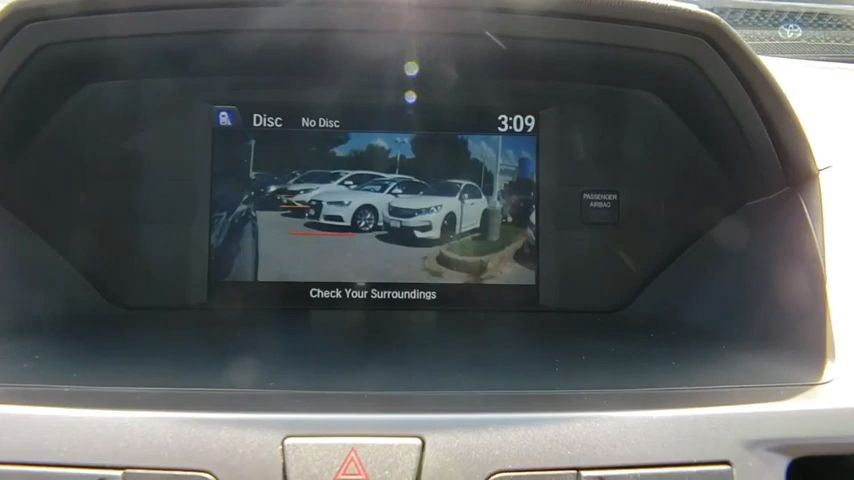 Disc No Disc 3:09
PASSENGER
AIRBAG
Check Your Surroundings